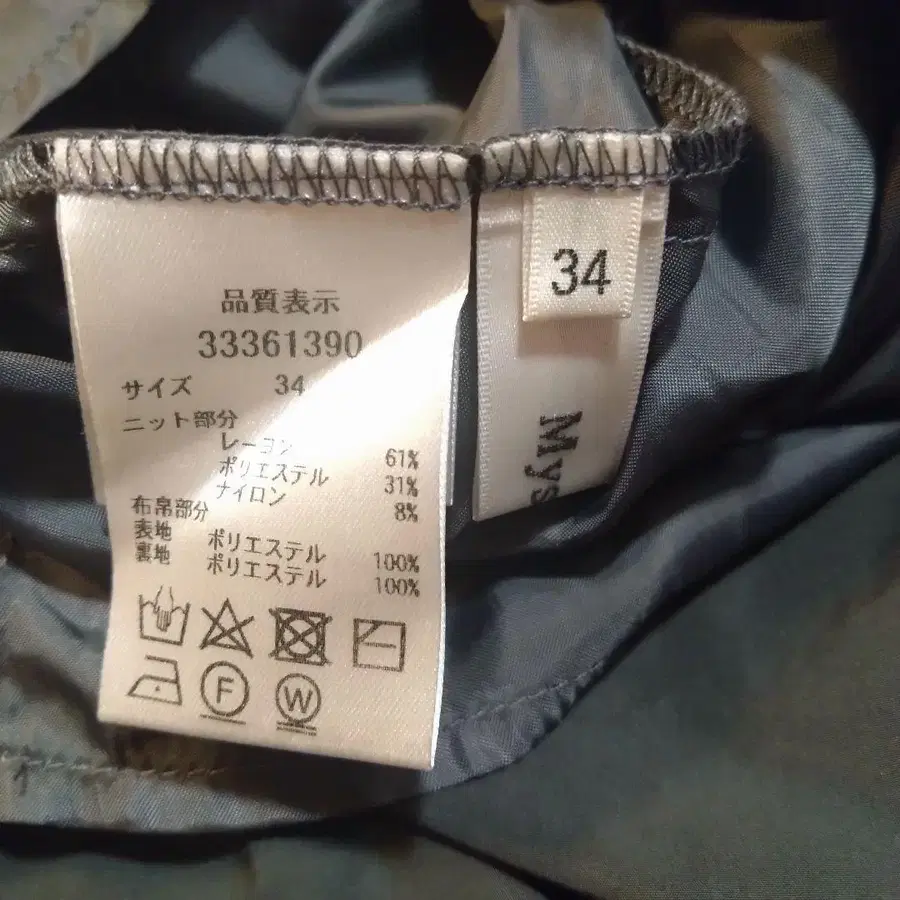 品質表示
33361390
サイズ 34
ニット部分
レーヨン 61%
ポリエステル 31%
ナイロン 8%
布帛部分
表地 ポリエステル 100%
裏地 ポリエステル 100%
F
W
34
Mys